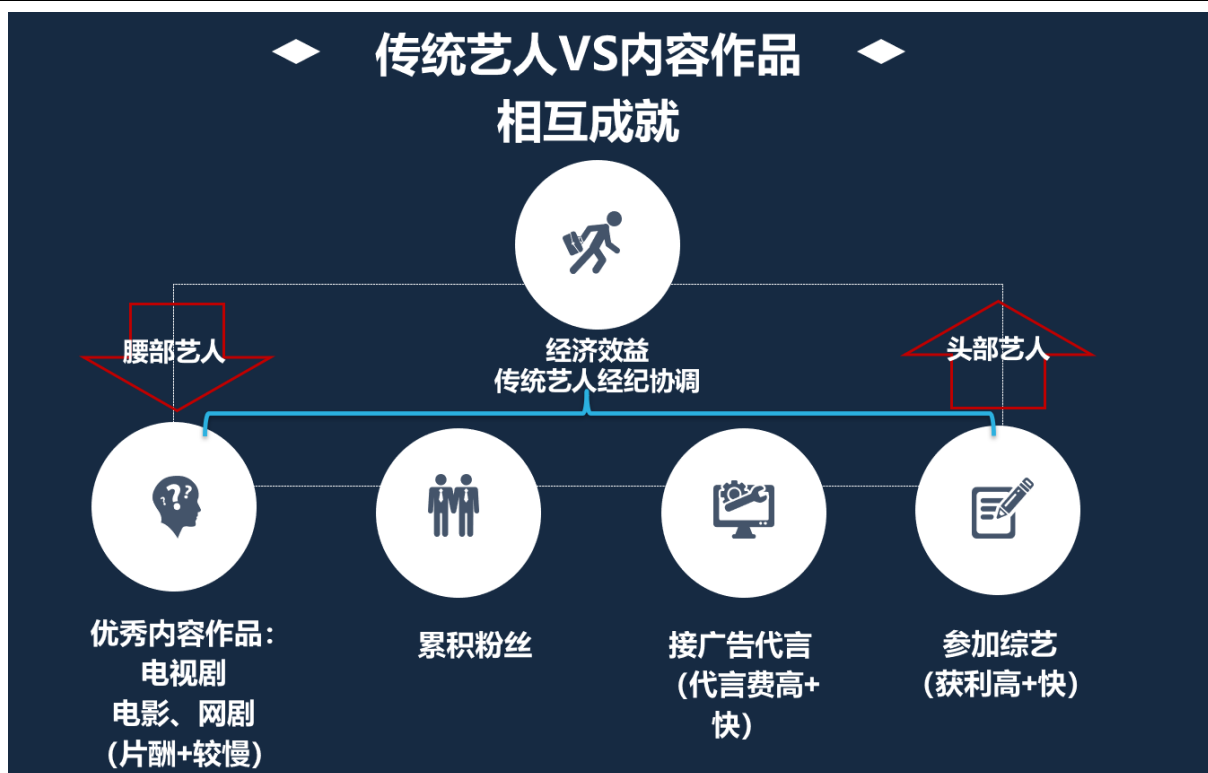 传统艺人VS内容作品
相互成就
腰部艺人
经济效益
传统艺人经纪协调
头部艺人
优秀内容作品：
电视剧
电影、网剧
（片酬+较慢）
累积粉丝
接广告代言
（代言费高+
快）
参加综艺
（获利高+快）